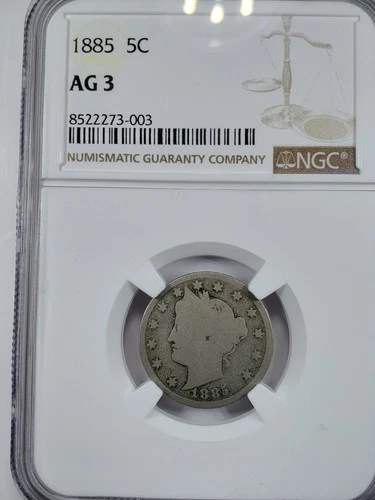 1885 5C
AG 3
8522273-003
NUMISMATIC GUARANTY COMPANY
NGC®
1885